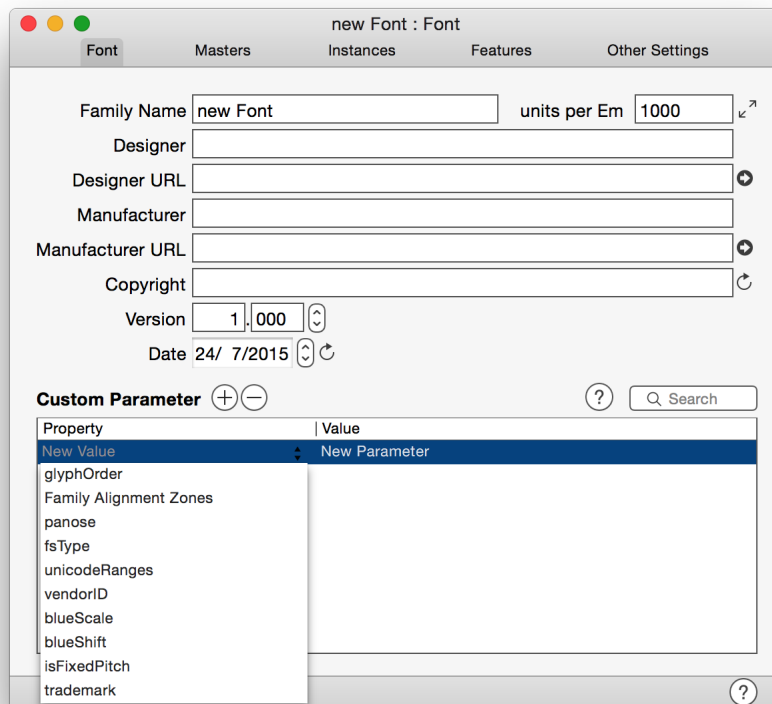 new Font : Font
Font Masters Instances Features Other Settings
Family Name new Font units per Em 1000
Designer
Designer URL
Manufacturer
Manufacturer URL
Copyright
Version 1.000
Date 24/ 7/2015
Custom Parameter ? Search
Property Value
New Value New Parameter
glyphOrder
Family Alignment Zones
panose
fsType
unicodeRanges
vendorID
blueScale
blueShift
isFixedPitch
trademark
?